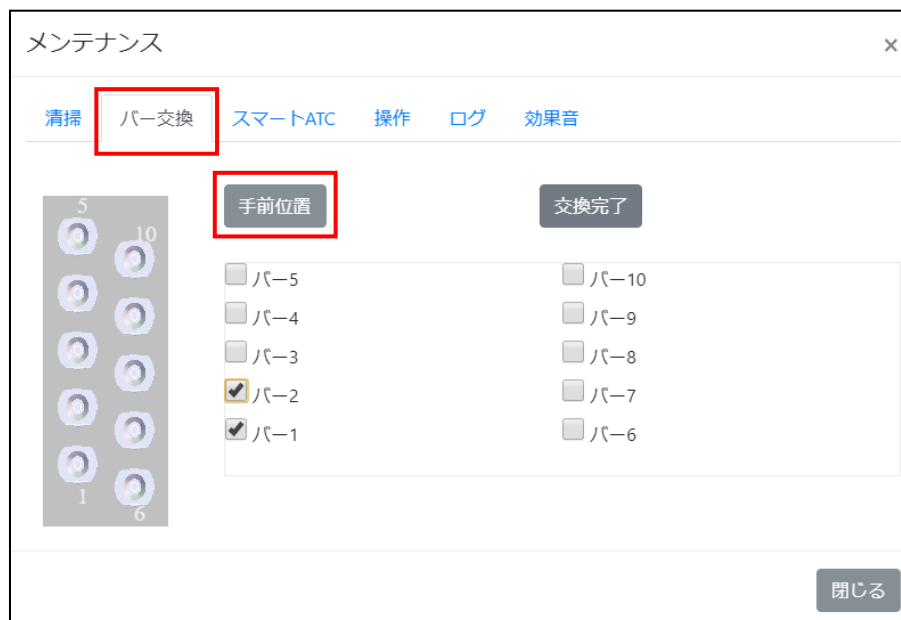 メンテナンス ×
清掃 バー交換 スマートATC 操作 ログ 効果音
手前位置 交換完了
5
10
1
6
バー5 バー10
バー4 バー9
バー3 バー8
バー2 バー7
バー1 バー6
閉じる